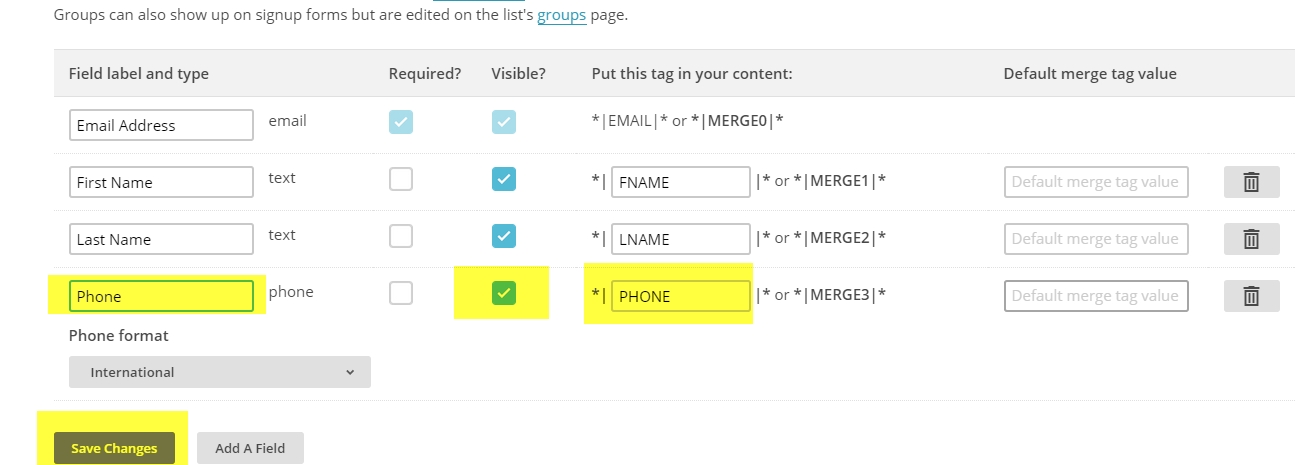 Groups can also show up on signup forms but are edited on the list's groups page.
Field label and type Required? Visible? Put this tag in your content: Default merge tag value
Email Address email *|EMAIL|* or *|MERGE0|*
First Name text *| FNAME |* or *|MERGE1|* Default merge tag value
Last Name text *| LNAME |* or *|MERGE2|* Default merge tag value
Phone phone *| PHONE |* or *|MERGE3|* Default merge tag value
Phone format
International
Save Changes Add A Field